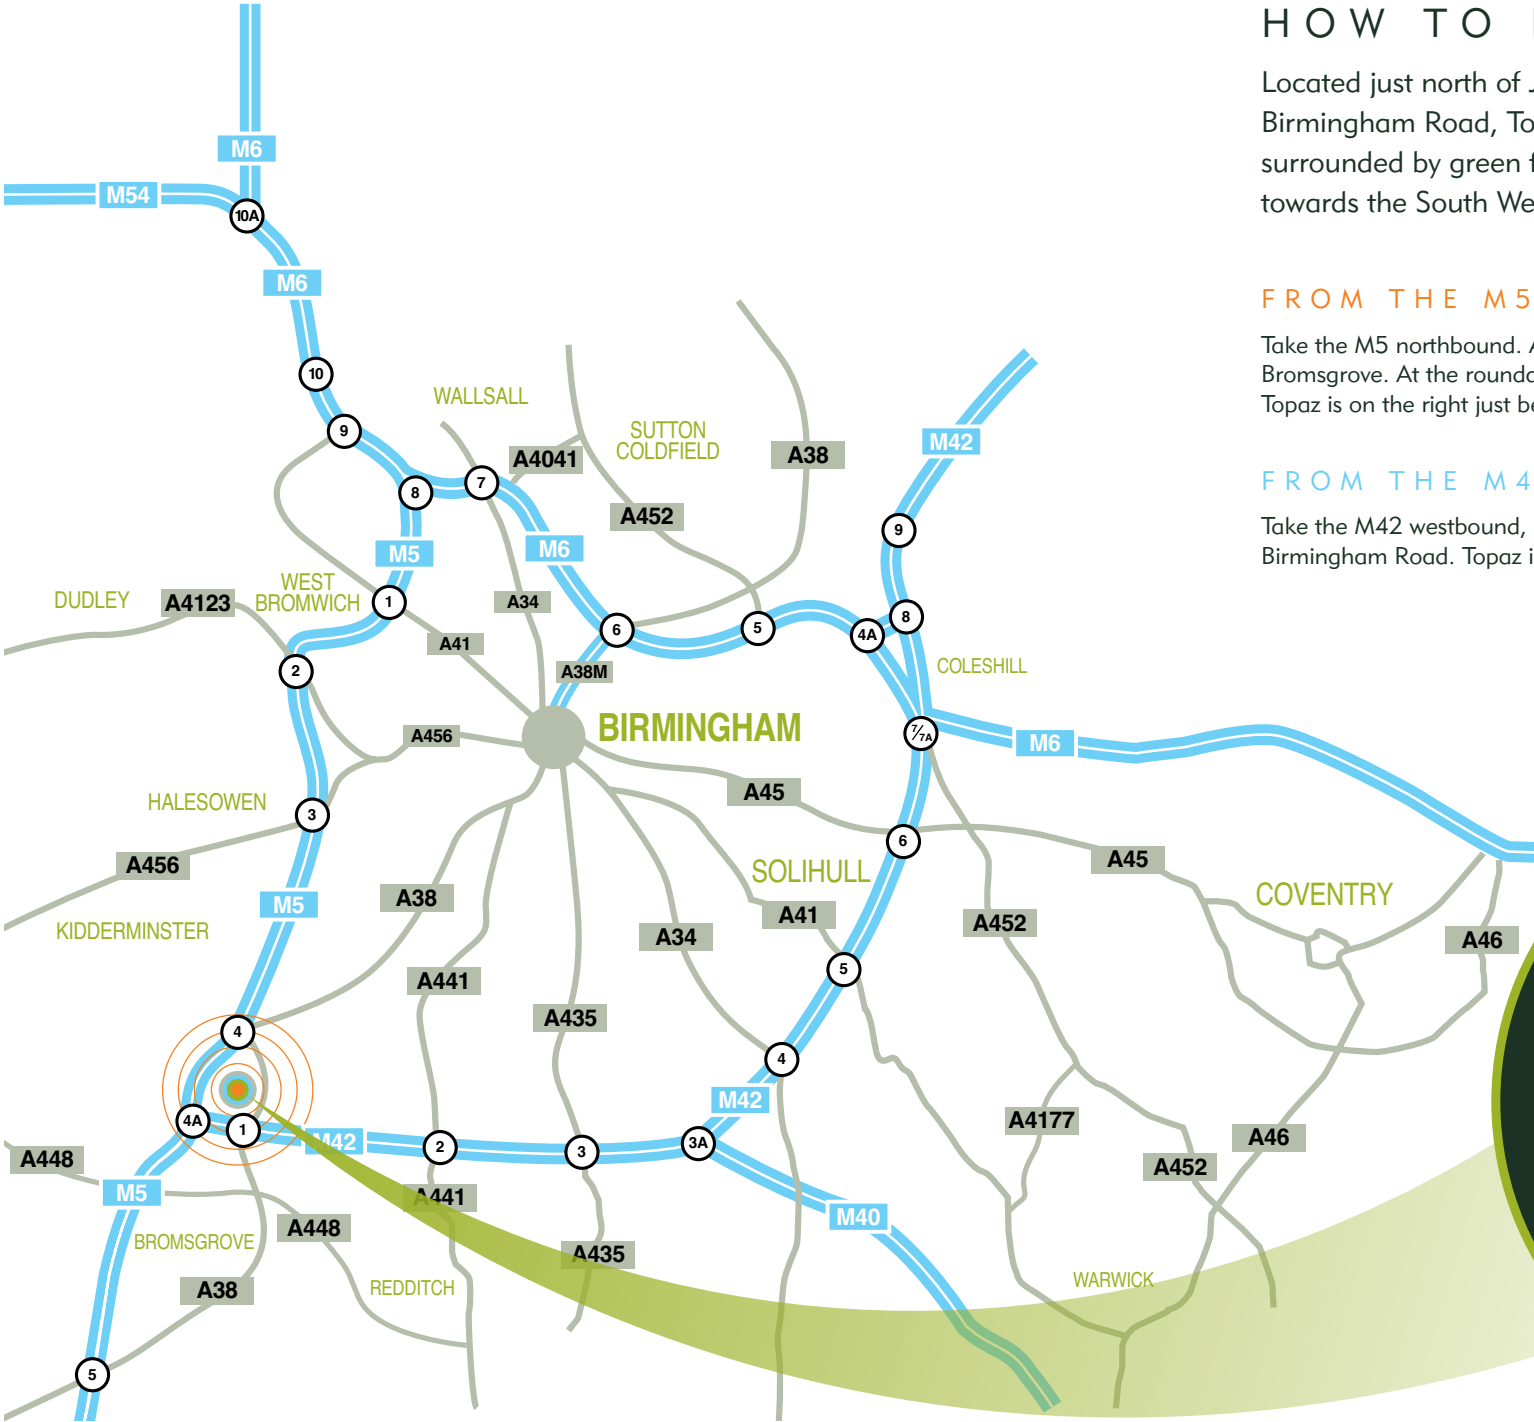 HOW TO
Located just north of J
Birmingham Road, To
surrounded by green f
towards the South We
FROM THE M5
Take the M5 northbound. A
Bromsgrove. At the rounda
Topaz is on the right just be
FROM THE M4
Take the M42 westbound,
Birmingham Road. Topaz i
M6
M54
10A
M6
10
9
WALLSALL
SUTTON
COLDFIELD
A4041
A38
M42
8
7
A452
9
M5
M6
WEST
BROMWICH
DUDLEY
A4123
1
A34
6
5
4A
8
A41
2
A38M
COLESHILL
BIRMINGHAM
A456
7/7A
M6
A45
HALESOWEN
3
6
A45
A456
SOLIHULL
COVENTRY
A38
M5
A41
A452
KIDDERMINSTER
A34
A46
5
A441
A435
4
4
M42
4A
1
M42
2
3
3A
A4177
A46
A448
A452
M5
A441
M40
A448
BROMSGROVE
A435
A38
REDDITCH
WARWICK
5